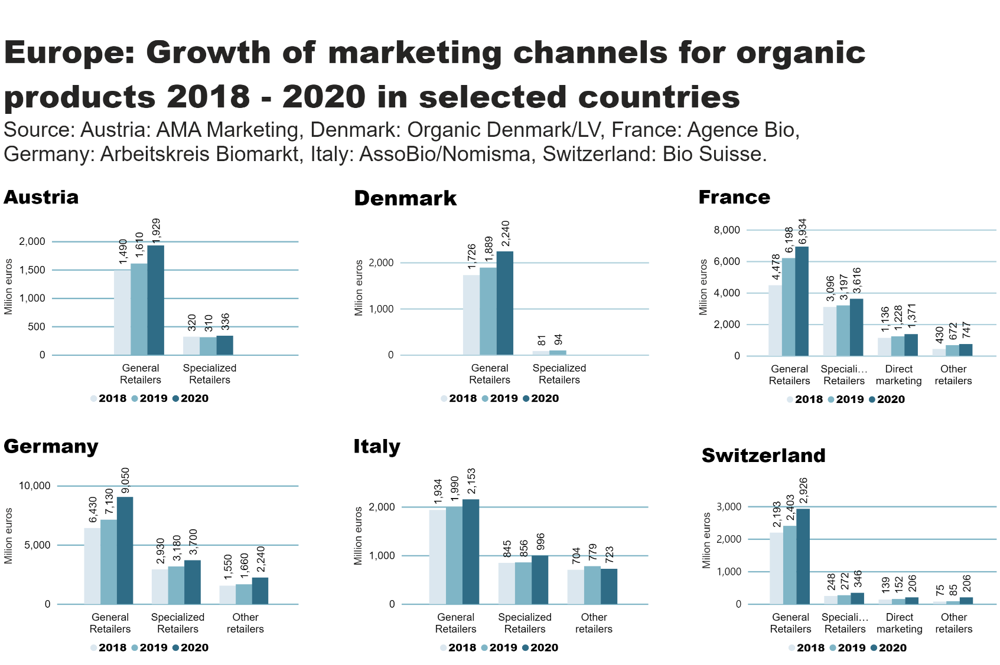 Europe: Growth of marketing channels for organic
products 2018 - 2020 in selected countries
Source: Austria: AMA Marketing, Denmark: Organic Denmark/LV, France: Agence Bio,
Germany: Arbeitskreis Biomarkt, Italy: AssoBio/Nomisma, Switzerland: Bio Suisse.
Austria
Milion euros
2,000
1,500
1,000
500
0
1,490
1,610
1,929
320
310
336
General
Retailers
Specialized
Retailers
2018 2019 2020
Denmark
Milion euros
2,000
1,000
0
1,726
1,889
2,240
81
94
General
Retailers
Specialized
Retailers
2018 2019 2020
France
Milion euros
8,000
6,000
4,000
2,000
0
4,478
6,198
6,934
3,096
3,197
3,616
1,136
1,228
1,371
430
672
747
General
Retailers
Speciali…
Retailers
Direct
marketing
Other
retailers
2018 2019 2020
Germany
Milion euros
10,000
5,000
0
6,430
7,130
9,050
2,930
3,180
3,700
1,550
1,660
2,240
General
Retailers
Specialized
Retailers
Other
retailers
2018 2019 2020
Italy
Million euros
2,000
1,000
0
1,934
1,990
2,153
845
856
996
704
779
723
General
Retailers
Specialized
Retailers
Other
retailers
2018 2019 2020
Switzerland
Milion euros
3,000
2,000
1,000
0
2,193
2,403
2,926
248
272
346
139
152
206
75
85
206
General
Retailers
Speciali…
Retailers
Direct
marketing
Other
retailers
2018 2019 2020